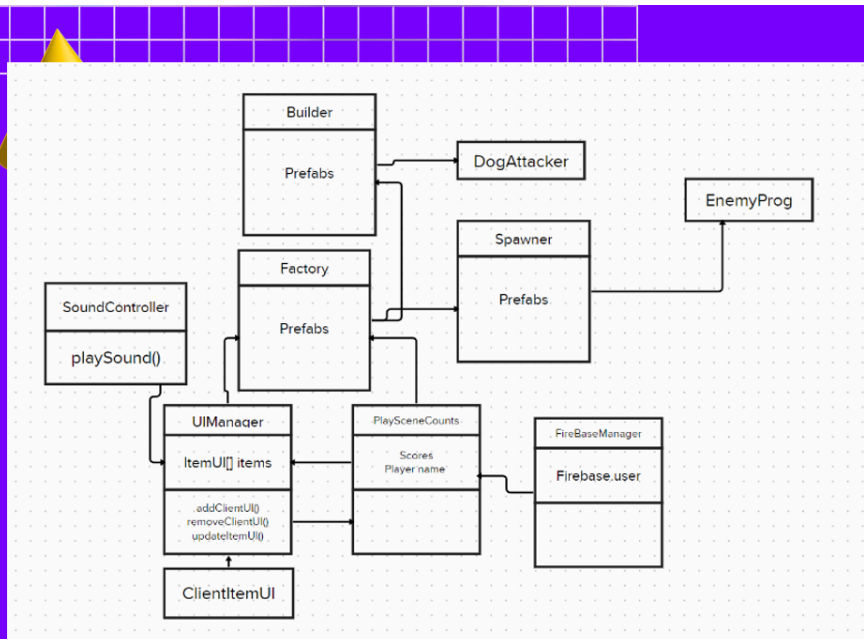 Builder
Prefabs
DogAttacker
EnemyProg
Spawner
Prefabs
Factory
Prefabs
SoundController
playSound()
UIManager
ItemUI[] items
addClientUI()
removeClientUI()
updateItemUI()
PlaySceneCounts
Scores
Player name
FireBaseManager
Firebase.user
ClientItemUI